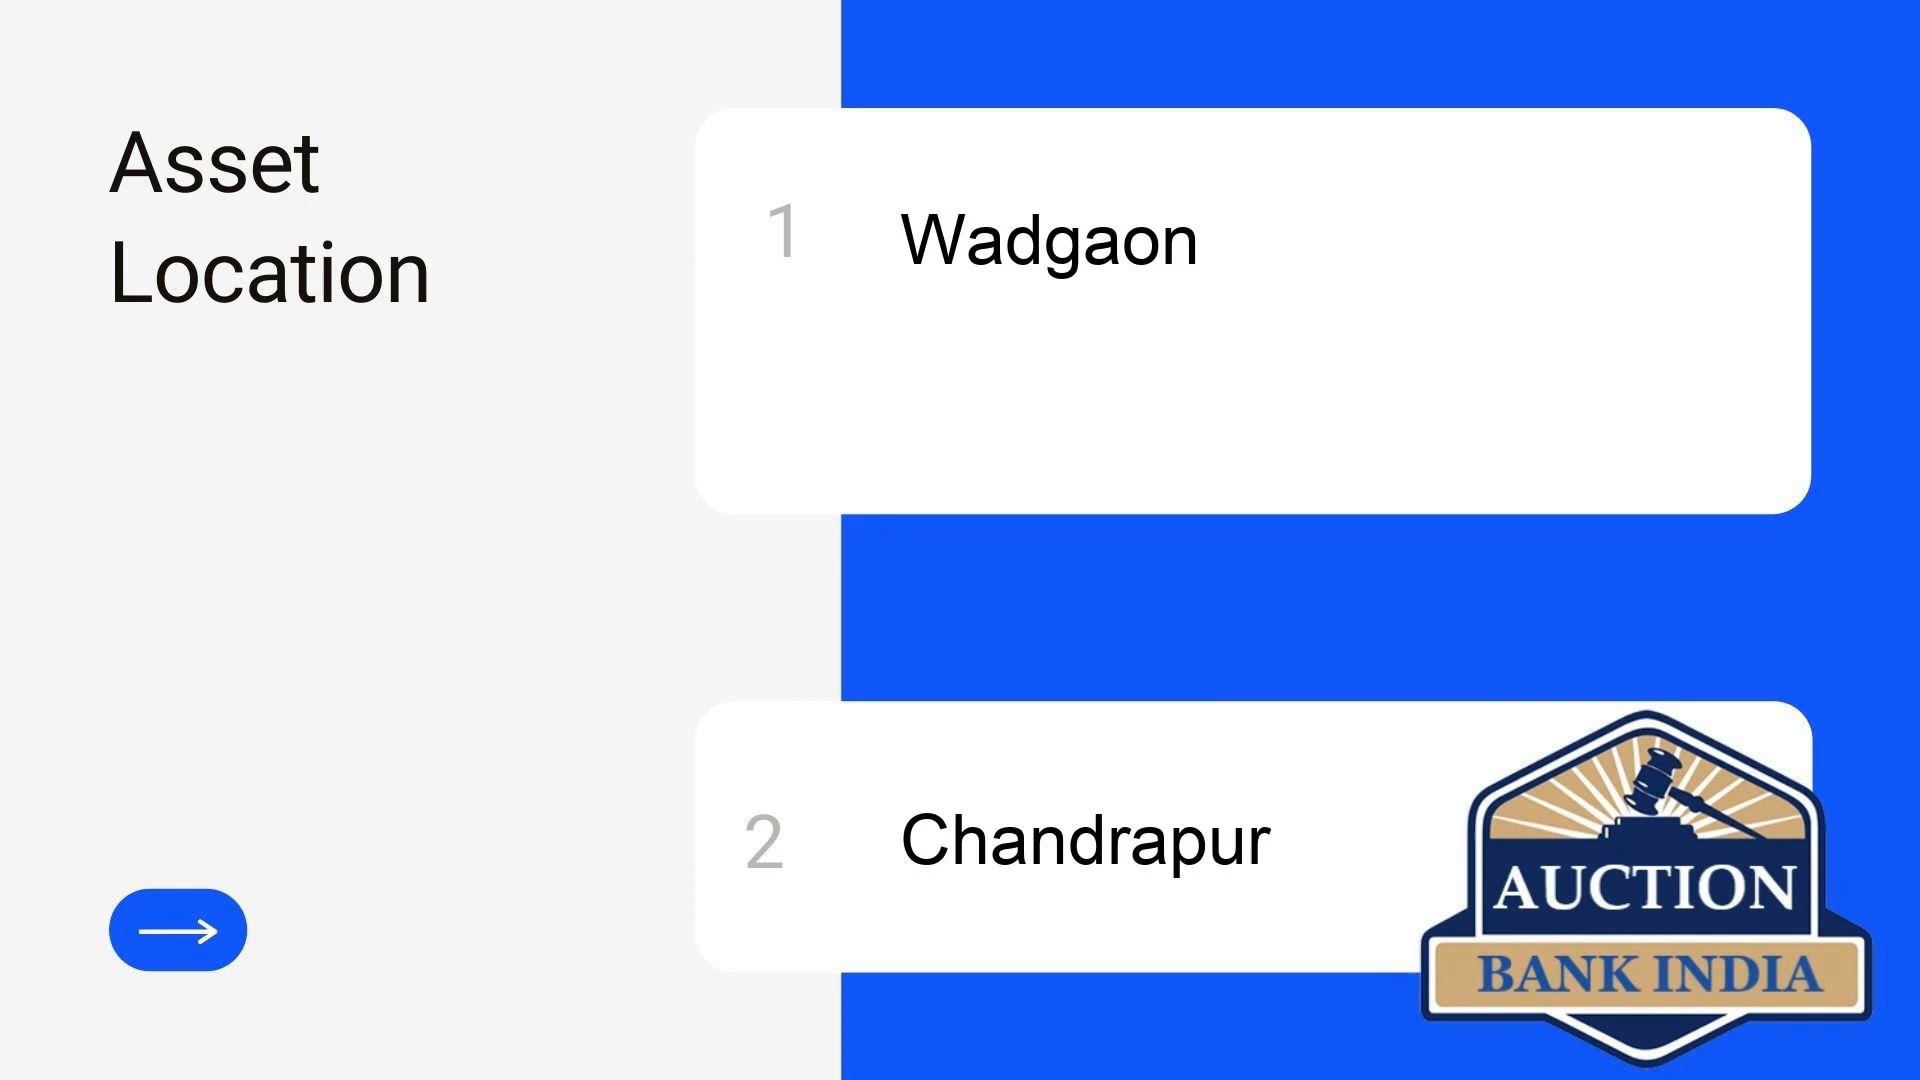 Asset
Location
1
Wadgaon
2
Chandrapur
AUCTION
BANK INDIA